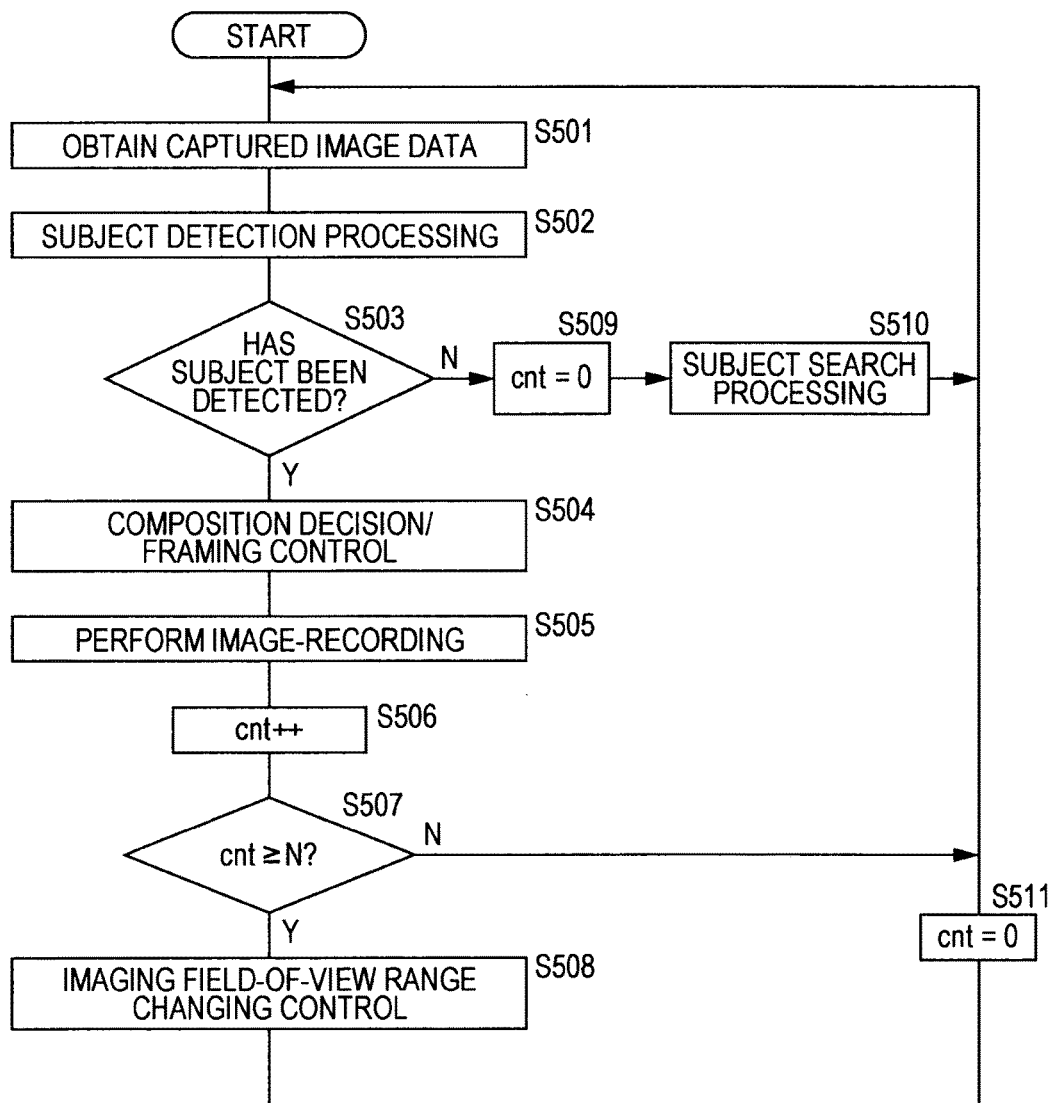 START
OBTAIN CAPTURED IMAGE DATA
S501
SUBJECT DETECTION PROCESSING
S502
S503
HAS
SUBJECT BEEN
DETECTED?
N
S509
cnt = 0
S510
SUBJECT SEARCH
PROCESSING
Y
COMPOSITION DECISION/
FRAMING CONTROL
S504
PERFORM IMAGE-RECORDING
S505
cnt++
S506
S507
cnt ≧ N?
N
Y
S511
cnt = 0
IMAGING FIELD-OF-VIEW RANGE
CHANGING CONTROL
S508